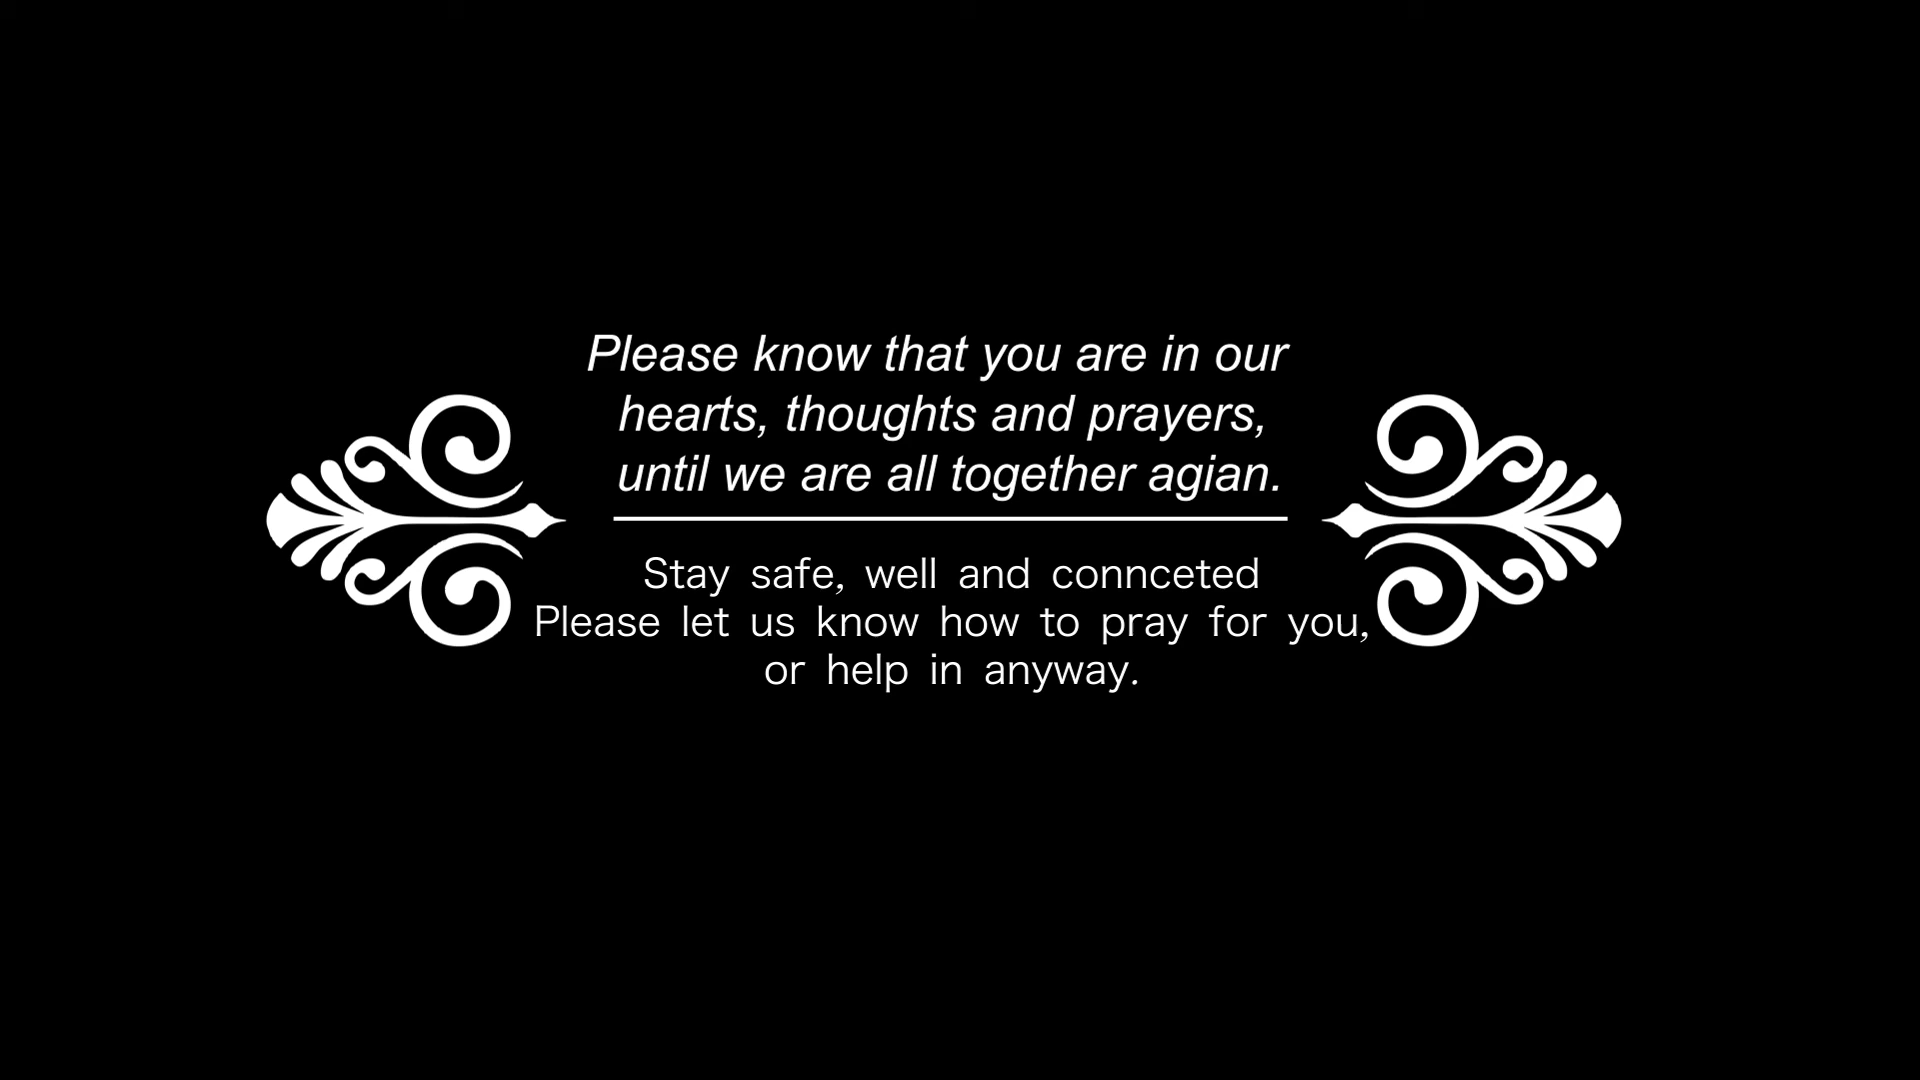 Please know that you are in our
hearts, thoughts and prayers,
until we are all together agian.
Stay safe, well and connceted
Please let us know how to pray for you,
or help in anyway.